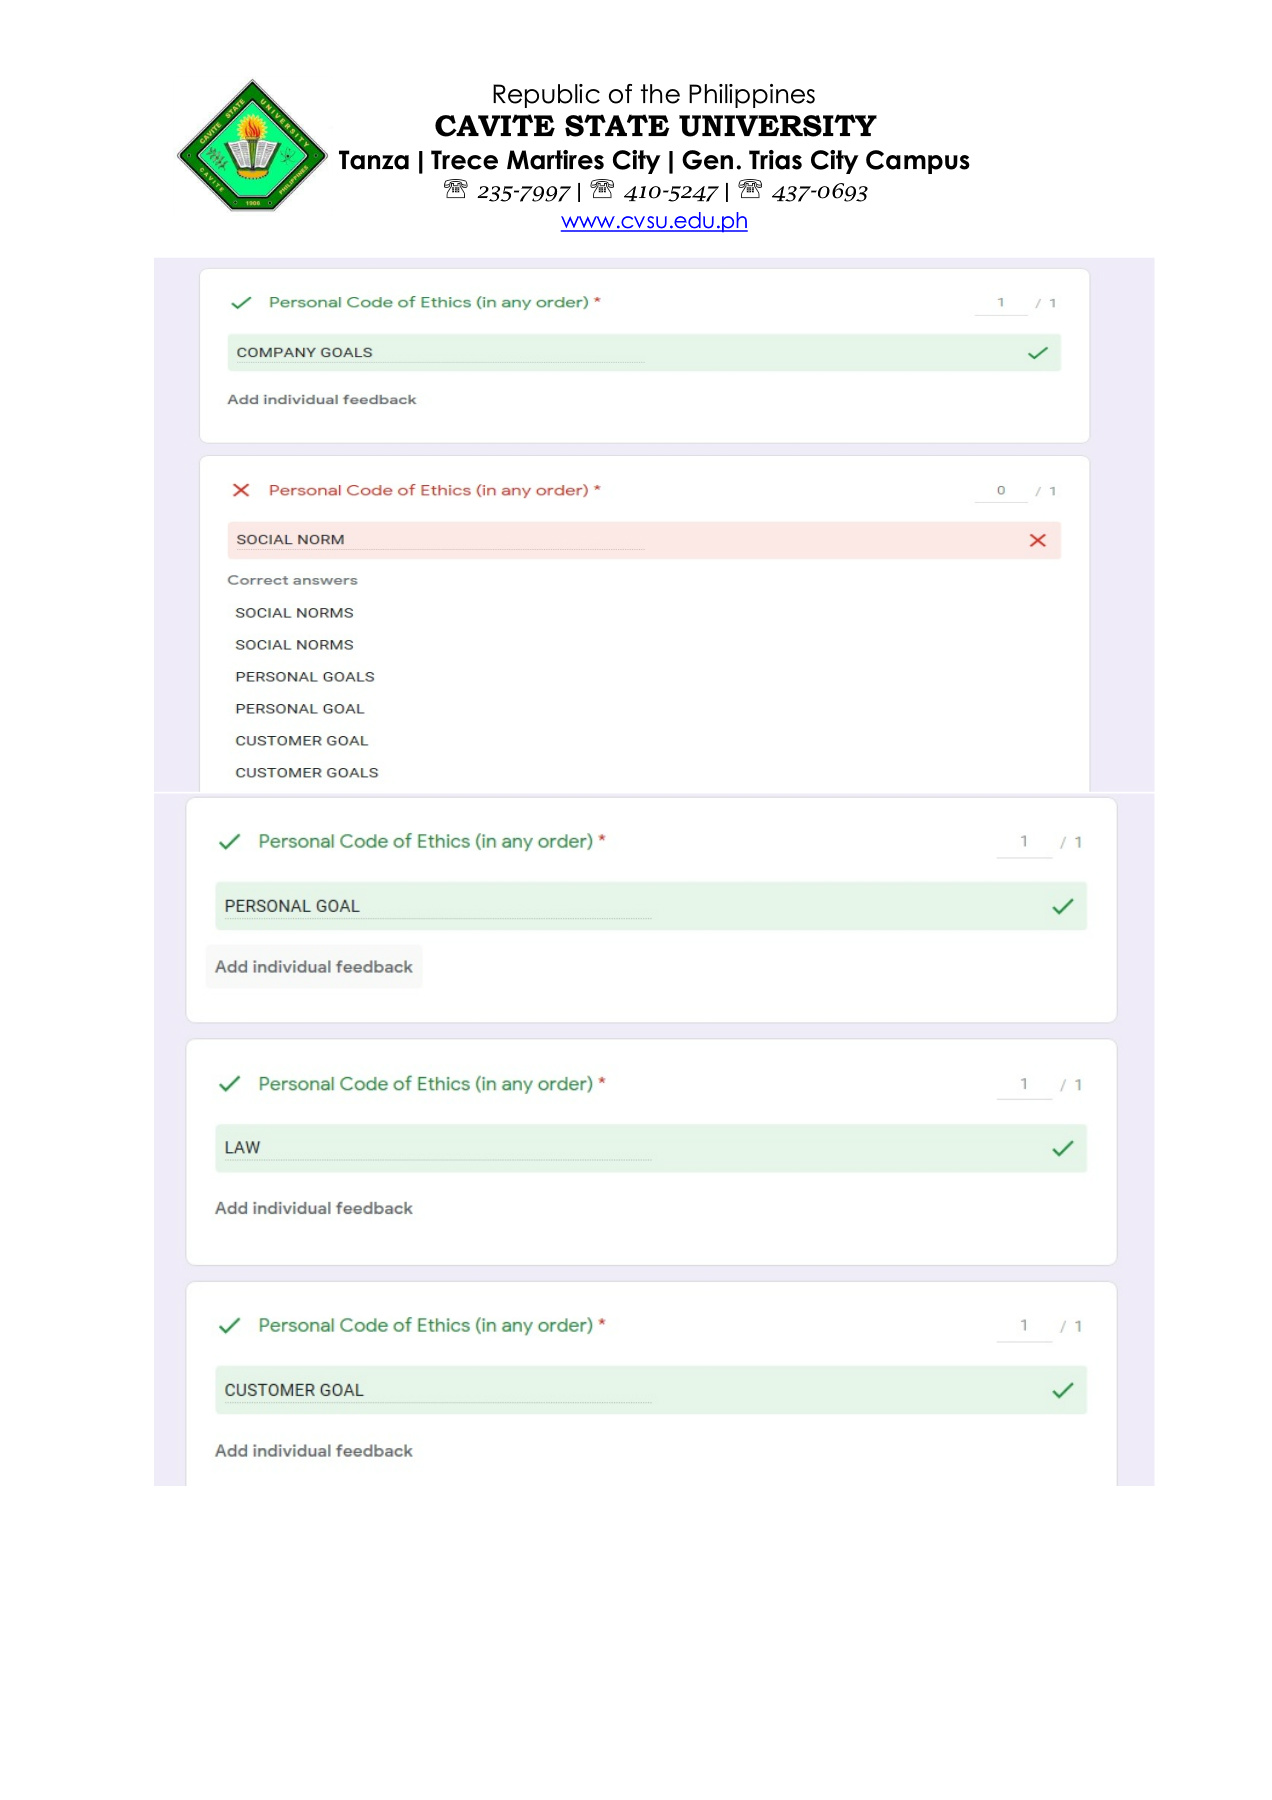 Republic of the Philippines
CAVITE STATE UNIVERSITY
Tanza | Trece Martires City | Gen. Trias City Campus
☏ 235-7997 | ☏ 410-5247 | ☏ 437-0693
www.cvsu.edu.ph
CAVITE STATE UNIVERSITY
CAVITE PHILIPPINES
1906
Personal Code of Ethics (in any order) * 1 / 1
COMPANY GOALS
Add individual feedback
Personal Code of Ethics (in any order) * 0 / 1
SOCIAL NORM
Correct answers
SOCIAL NORMS
SOCIAL NORMS
PERSONAL GOALS
PERSONAL GOAL
CUSTOMER GOAL
CUSTOMER GOALS
Personal Code of Ethics (in any order) * 1 / 1
PERSONAL GOAL
Add individual feedback
Personal Code of Ethics (in any order) * 1 / 1
LAW
Add individual feedback
Personal Code of Ethics (in any order) * 1 / 1
CUSTOMER GOAL
Add individual feedback